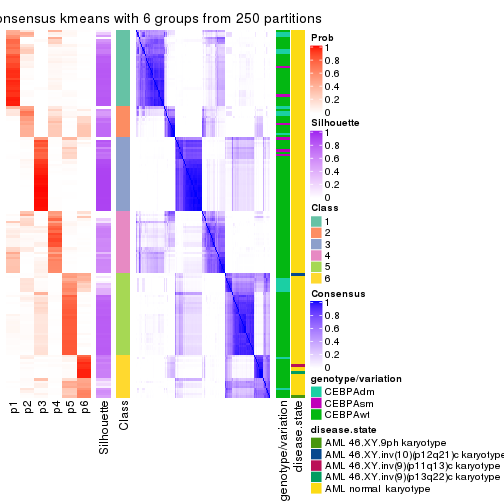 onsensus kmeans with 6 groups from 250 partitions
p1
p2
p3
p4
p5
p6
Silhouette
Class
genotype/variation
disease.state
Prob
1
0.8
0.6
0.4
0.2
0
Silhouette
1
0.8
0.6
0.4
0.2
0
Class
1
2
3
4
5
6
Consensus
1
0.8
0.6
0.4
0.2
0
genotype/variation
CEBPAdm
CEBPAsm
CEBPAwt
disease.state
AML 46.XY.9ph karyotype
AML 46.XY.inv(10)(p12q21)c karyotype
AML 46.XY.inv(9)(p11q13)c karyotype
AML 46.XY.inv(9)(p13q22)c karyotype
AML normal karyotype